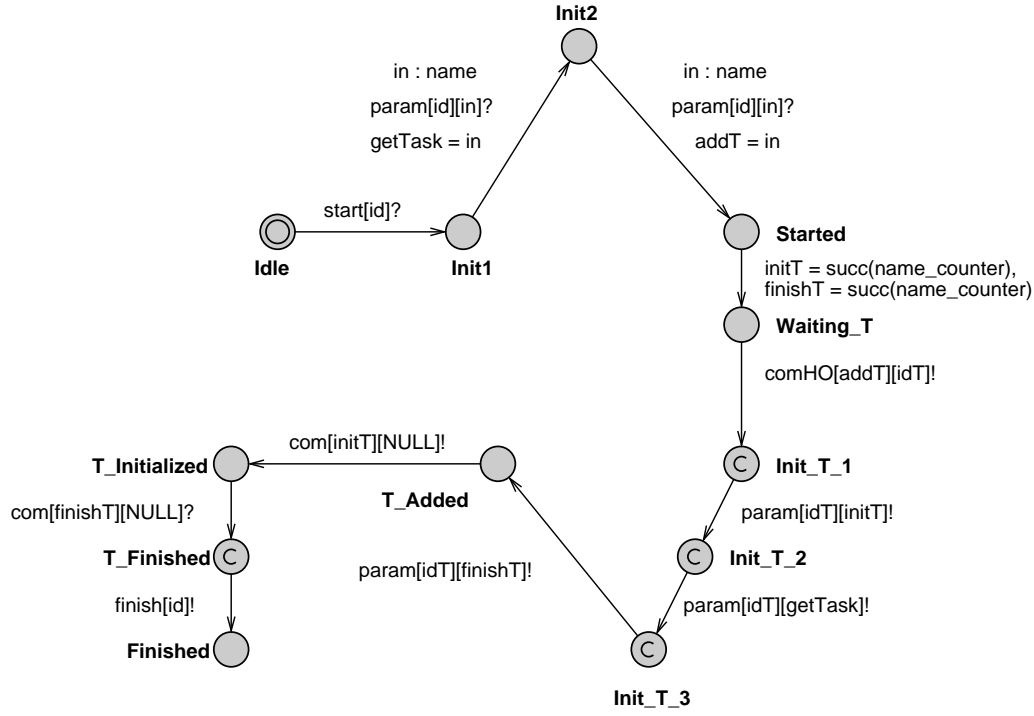 Init2
in : name
param[id][in]?
getTask = in
in : name
param[id][in]?
addT = in
start[id]?
Idle
Init1
Started
initT = succ(name_counter),
finishT = succ(name_counter)
Waiting_T
comHO[addT][idT]!
com[initT][NULL]!
T_Initialized
T_Added
C
Init_T_1
com[finishT][NULL]?
param[idT][initT]!
T_Finished
C
C
Init_T_2
param[idT][finishT]!
finish[id]!
param[idT][getTask]!
Finished
C
Init_T_3